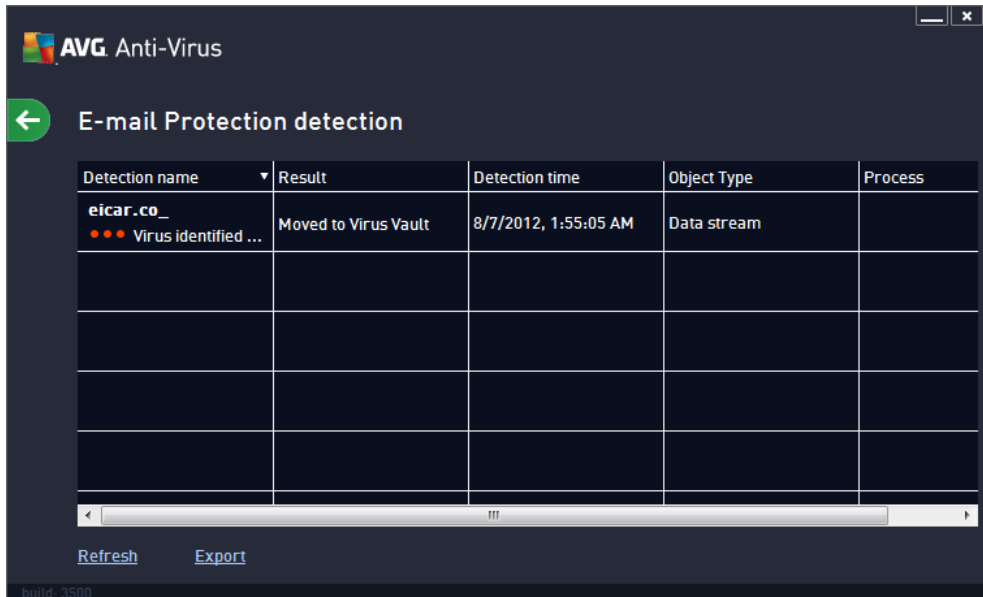 AVG. Anti-Virus
E-mail Protection detection
Detection name Result Detection time Object Type Process
eicar.co_
Virus identified ...
Moved to Virus Vault 8/7/2012, 1:55:05 AM Data stream
Refresh Export
build- 3500